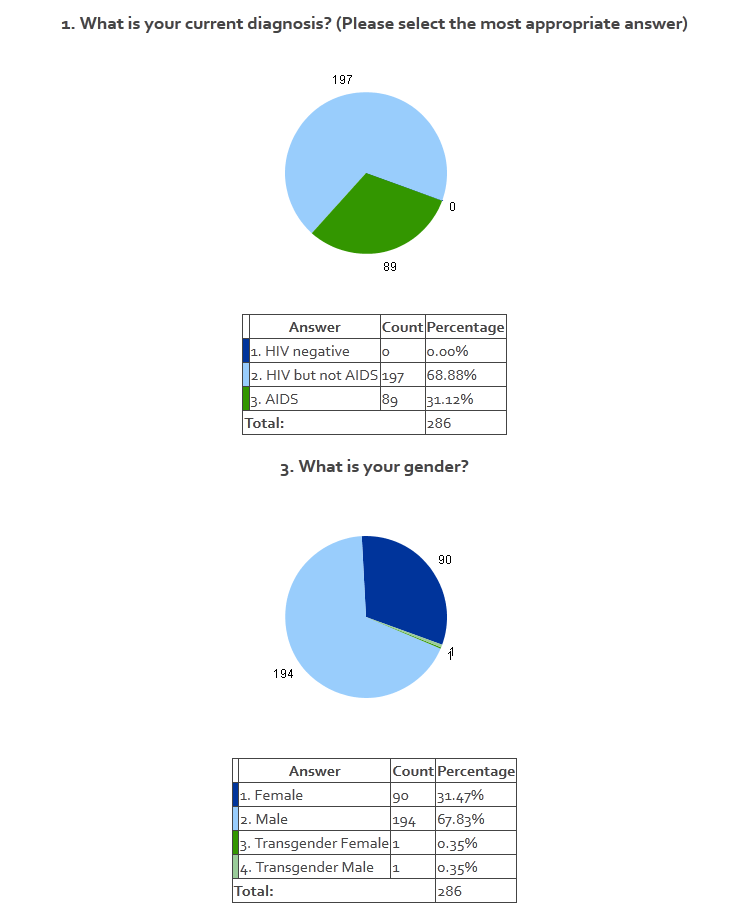 1. What is your current diagnosis? (Please select the most appropriate answer)
197
0
89
Answer Count Percentage
1. HIV negative 0 0.00%
2. HIV but not AIDS 197 68.88%
3. AIDS 89 31.12%
Total: 286
3. What is your gender?
90
1
1
194
Answer Count Percentage
1. Female 90 31.47%
2. Male 194 67.83%
3. Transgender Female 1 0.35%
4. Transgender Male 1 0.35%
Total: 286